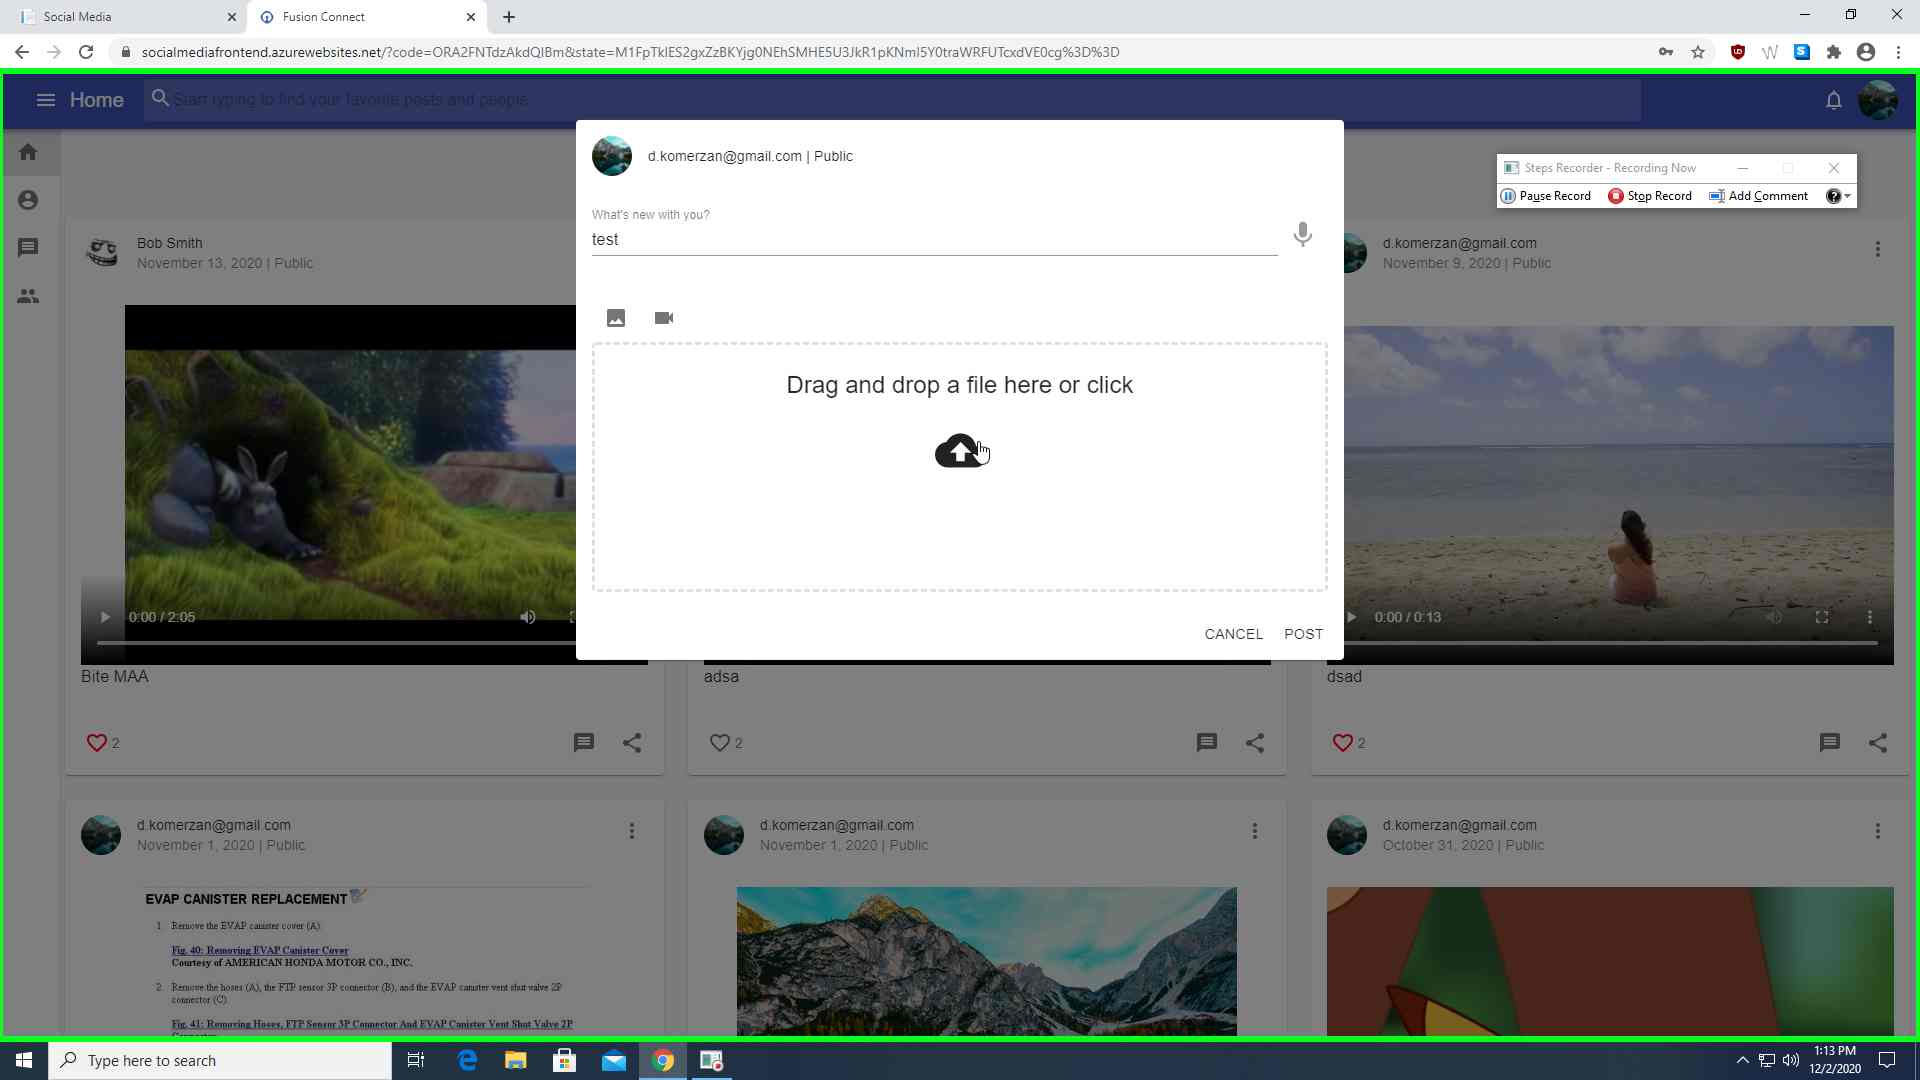 Social Media
Fusion Connect
socialmediafrontend.azurewebsites.net/?code=ORA2FNTdzAkdQIBm&state=M1FpTklES2gxZzBKYjg0NEhSMHE5U3JkR1pKNmI5Y0traWRFUTcxdVE0cg%3D%3D
Home
Start typing to find your favorite posts and people
d.komerzan@gmail.com | Public
Steps Recorder - Recording Now
Pause Record
Stop Record
Add Comment
What's new with you?
test
Bob Smith
November 13, 2020 | Public
d.komerzan@gmail.com
November 9, 2020 | Public
Drag and drop a file here or click
0:00 / 2:05
0:00 / 0:13
CANCEL
POST
Bite MAA
adsa
dsad
2
2
2
d.komerzan@gmail.com
November 1, 2020 | Public
d.komerzan@gmail.com
November 1, 2020 | Public
d.komerzan@gmail.com
October 31, 2020 | Public
EVAP CANISTER REPLACEMENT
1. Remove the EVAP canister cover (A).
Fig. 40: Removing EVAP Canister Cover
Courtesy of AMERICAN HONDA MOTOR CO., INC.
2. Remove the hoses (A), the FTP sensor 3P connector (B), and the EVAP canister vent shut valve 2P
connector (C).
Fig. 41: Removing Hoses, FTP Sensor 3P Connector And EVAP Canister Vent Shut Valve 2P
Type here to search
1:13 PM
12/2/2020